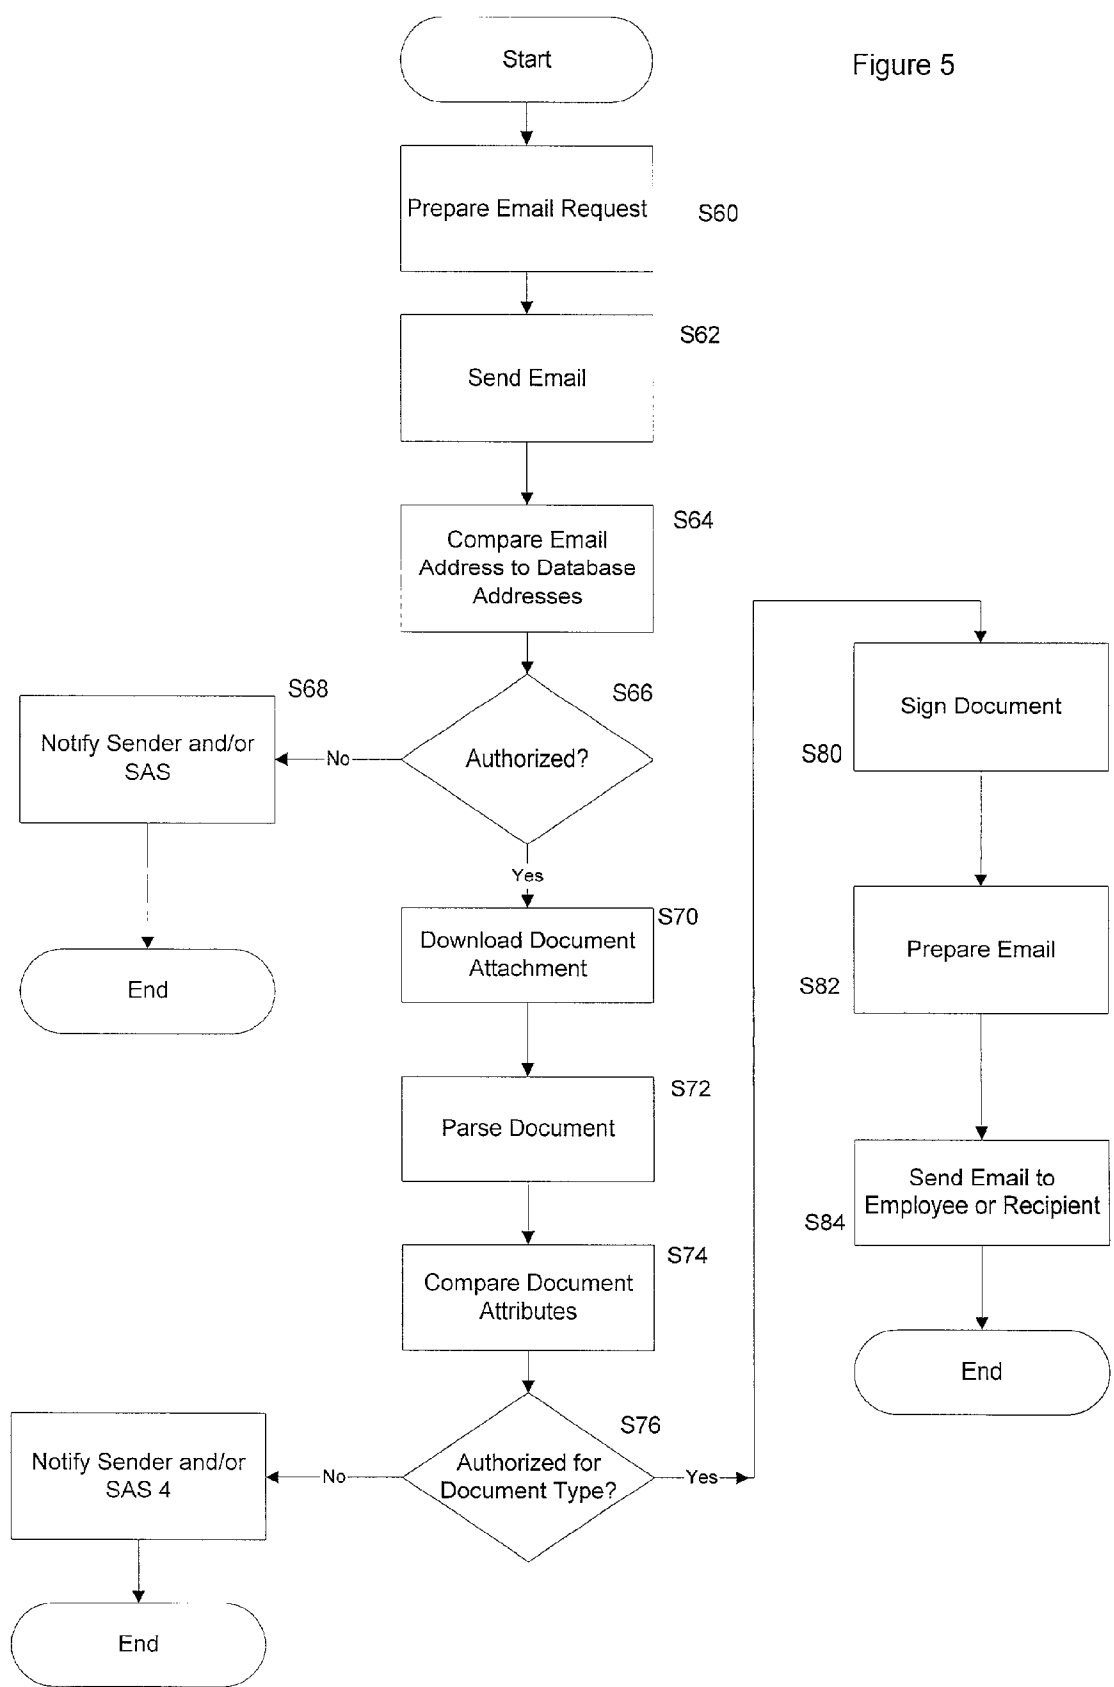 Start
Figure 5
Prepare Email Request
S60
Send Email
S62
Compare Email
Address to Database
Addresses
S64
Authorized?
S66
No
Notify Sender and/or
SAS
S68
End
Yes
Download Document
Attachment
S70
Parse Document
S72
Compare Document
Attributes
S74
Authorized for
Document Type?
S76
No
Notify Sender and/or
SAS 4
End
Yes
Sign Document
S80
Prepare Email
S82
Send Email to
Employee or Recipient
S84
End